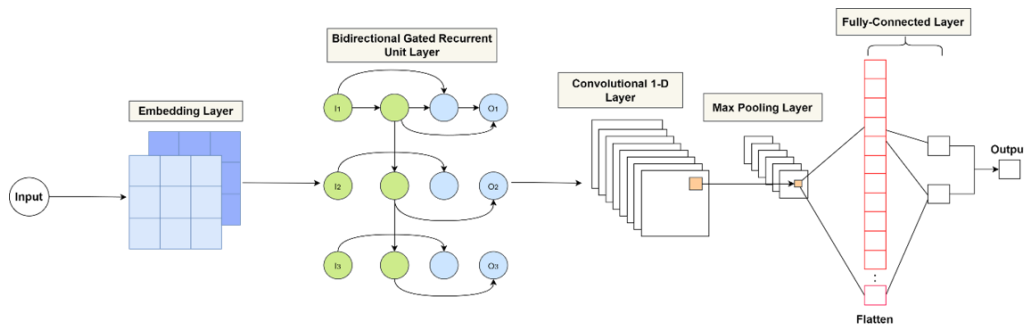 Fully-Connected Layer
Bidirectional Gated Recurrent
Unit Layer
Convolutional 1-D
Layer
Max Pooling Layer
Embedding Layer
I1
O1
Outpu
Input
I2
O2
I3
O3
Flatten